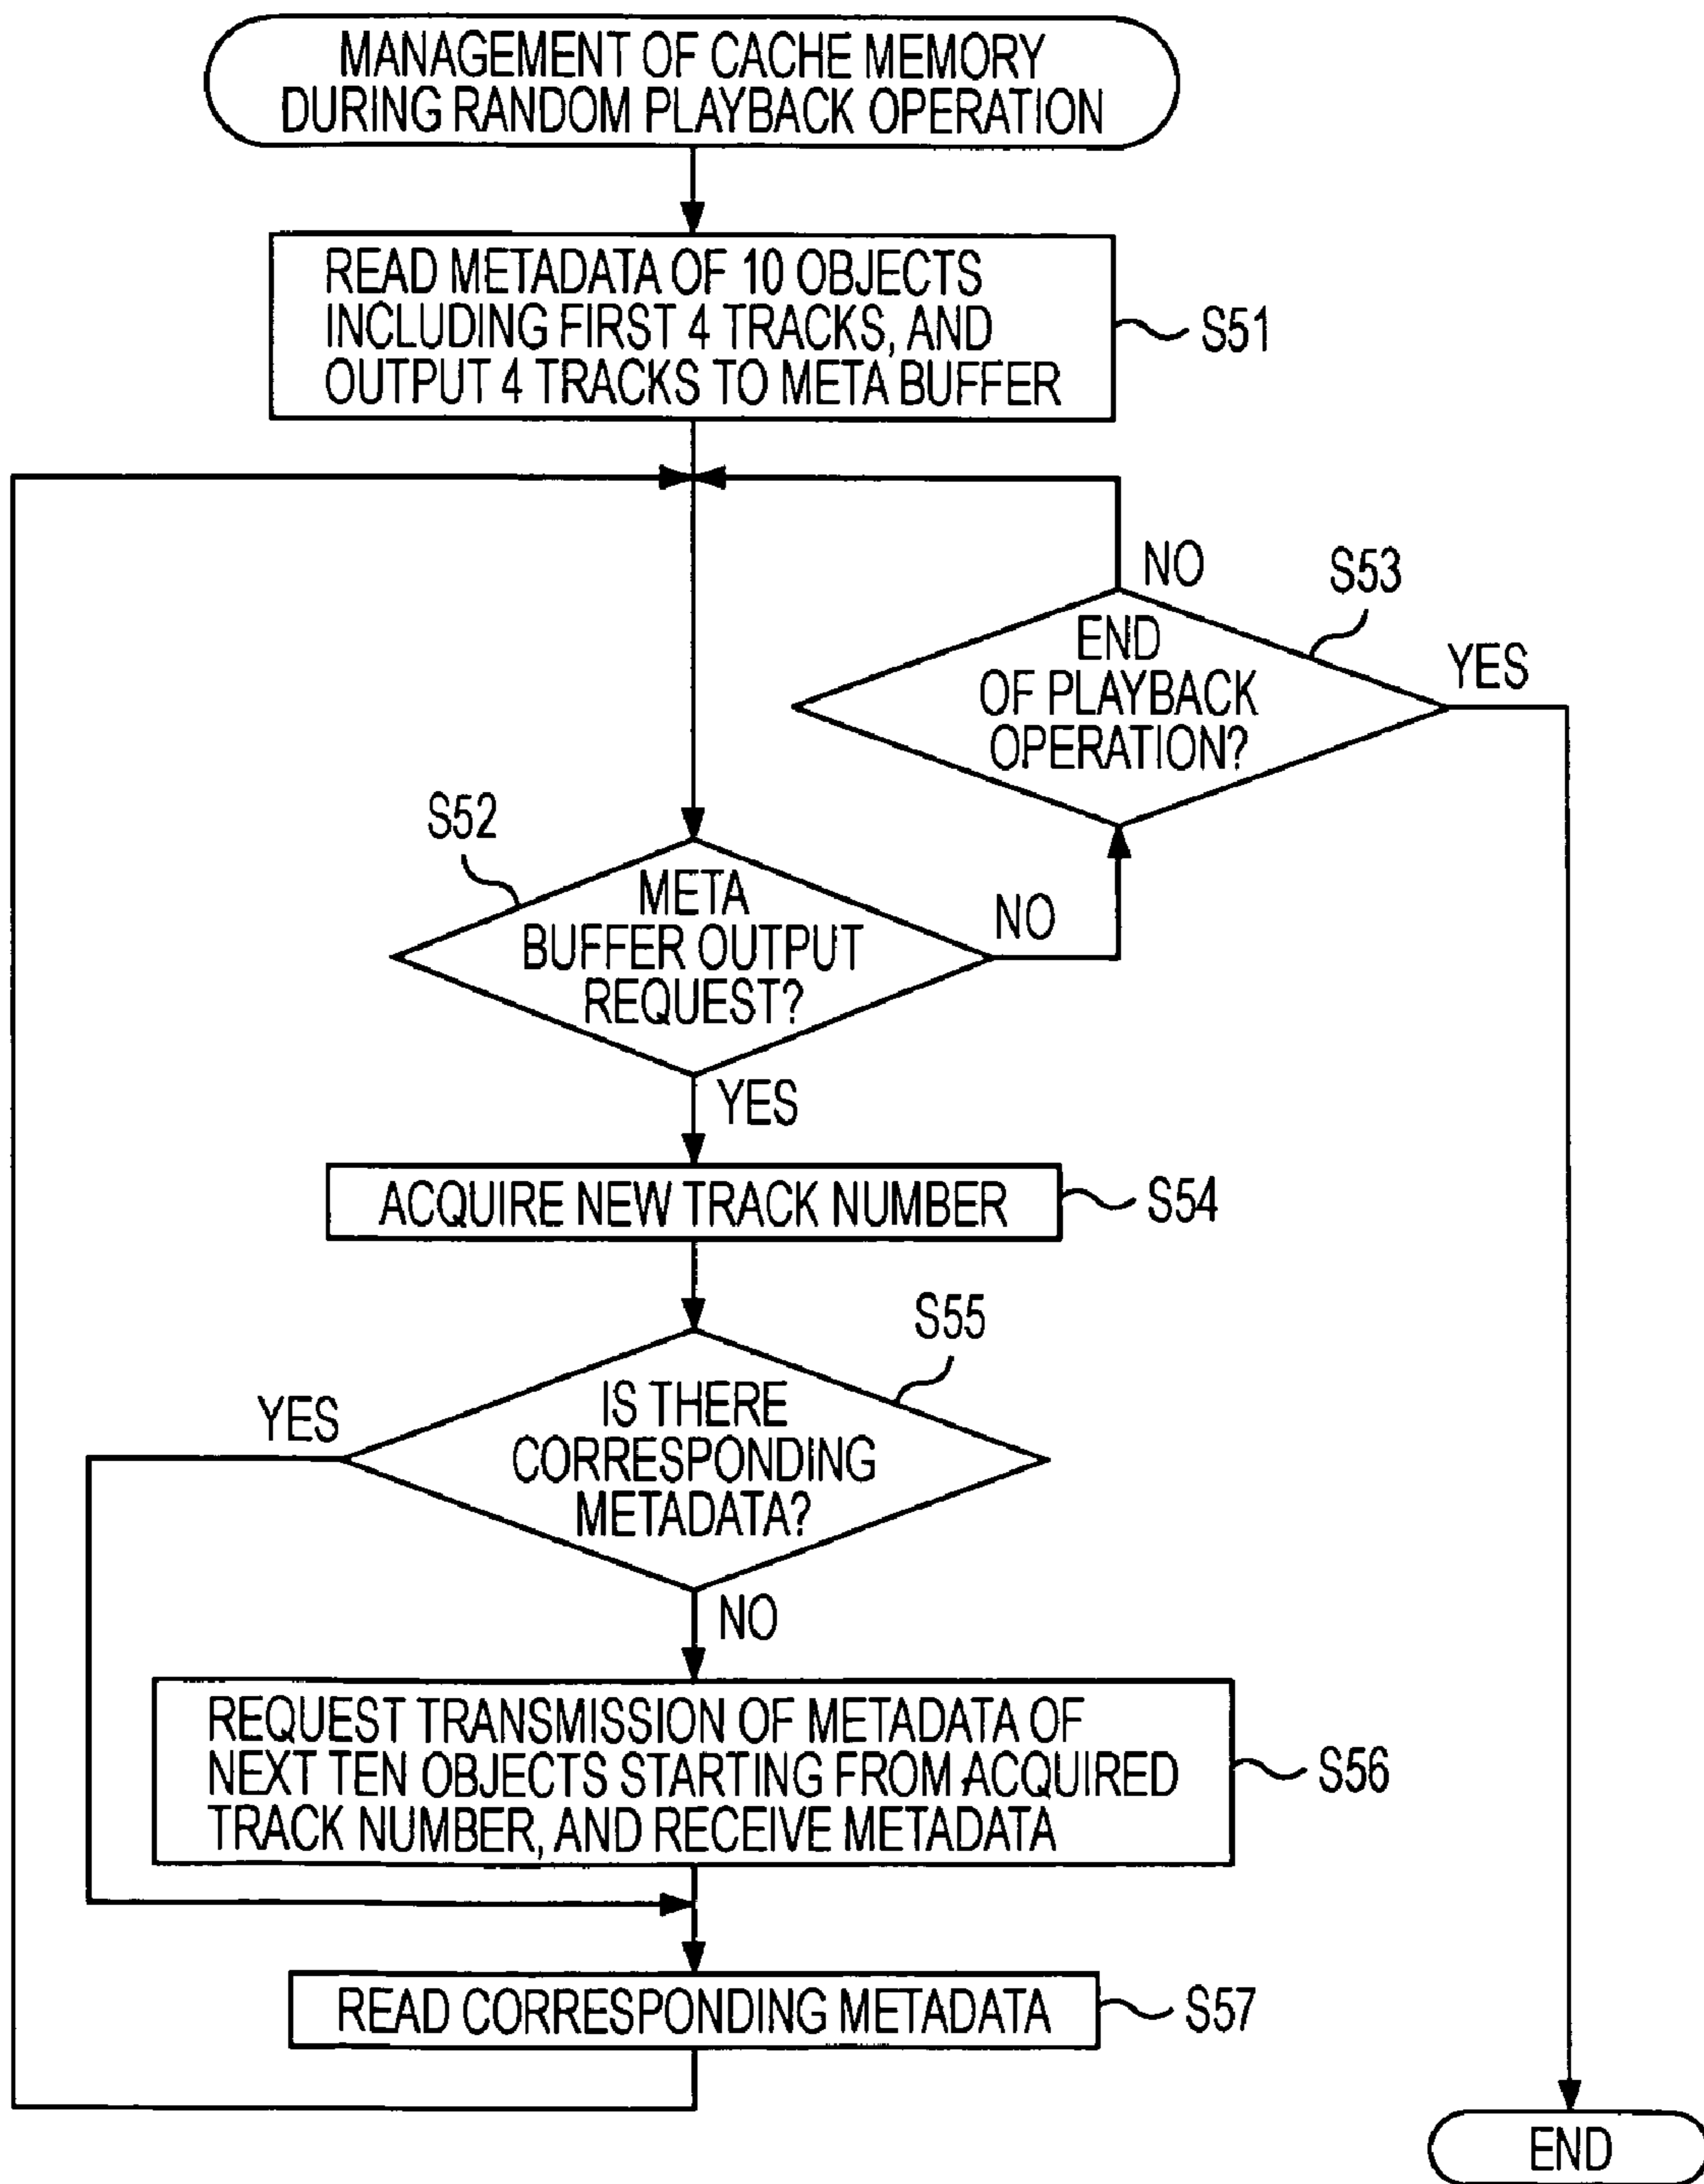 MANAGEMENT OF CACHE MEMORY
DURING RANDOM PLAYBACK OPERATION
READ METADATA OF 10 OBJECTS
INCLUDING FIRST 4 TRACKS, AND
OUTPUT 4 TRACKS TO META BUFFER
S51
NO
S53
END
OF PLAYBACK
OPERATION?
YES
S52
META
BUFFER OUTPUT
REQUEST?
NO
YES
ACQUIRE NEW TRACK NUMBER
S54
S55
YES
IS THERE
CORRESPONDING
METADATA?
NO
REQUEST TRANSMISSION OF METADATA OF
NEXT TEN OBJECTS STARTING FROM ACQUIRED
TRACK NUMBER, AND RECEIVE METADATA
S56
READ CORRESPONDING METADATA
S57
END